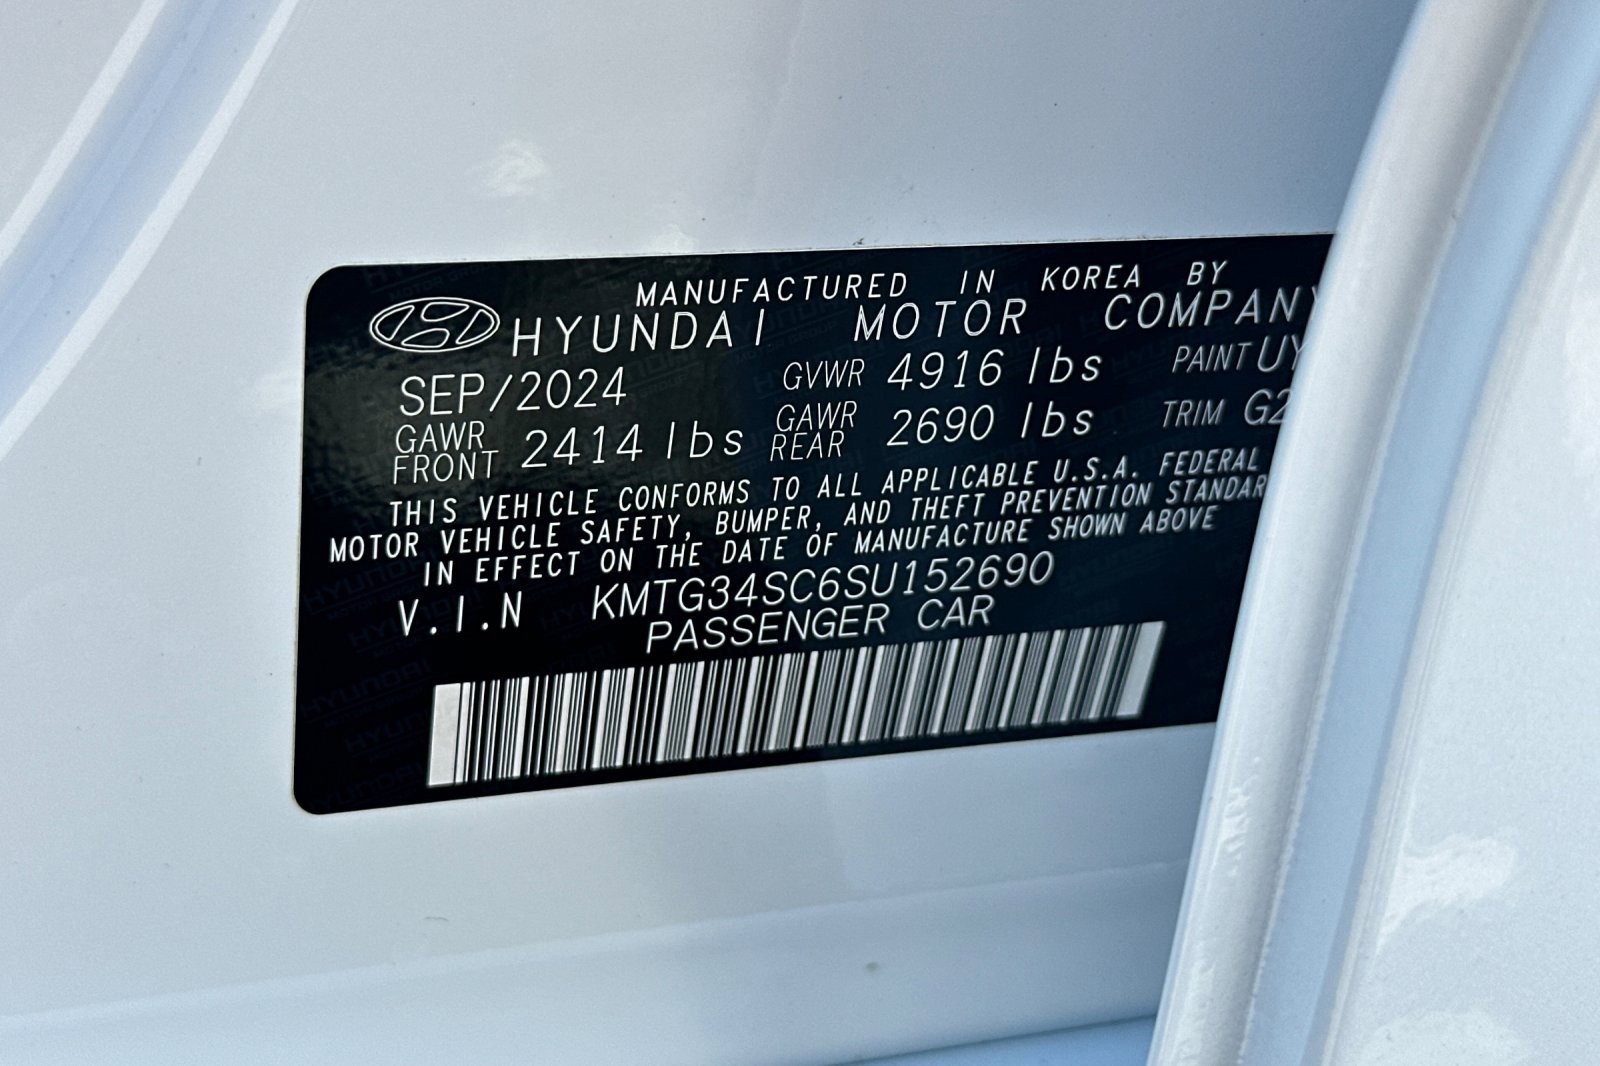 MANUFACTURED IN KOREA BY
HYUNDAI MOTOR COMPANY
SEP/2024 GVWR 4916 lbs PAINT UY
GAWR FRONT 2414 lbs GAWR REAR 2690 lbs TRIM G2
THIS VEHICLE CONFORMS TO ALL APPLICABLE U.S.A. FEDERAL
MOTOR VEHICLE SAFETY, BUMPER, AND THEFT PREVENTION STANDAR
IN EFFECT ON THE DATE OF MANUFACTURE SHOWN ABOVE
V.I.N KMTG34SC6SU152690
PASSENGER CAR